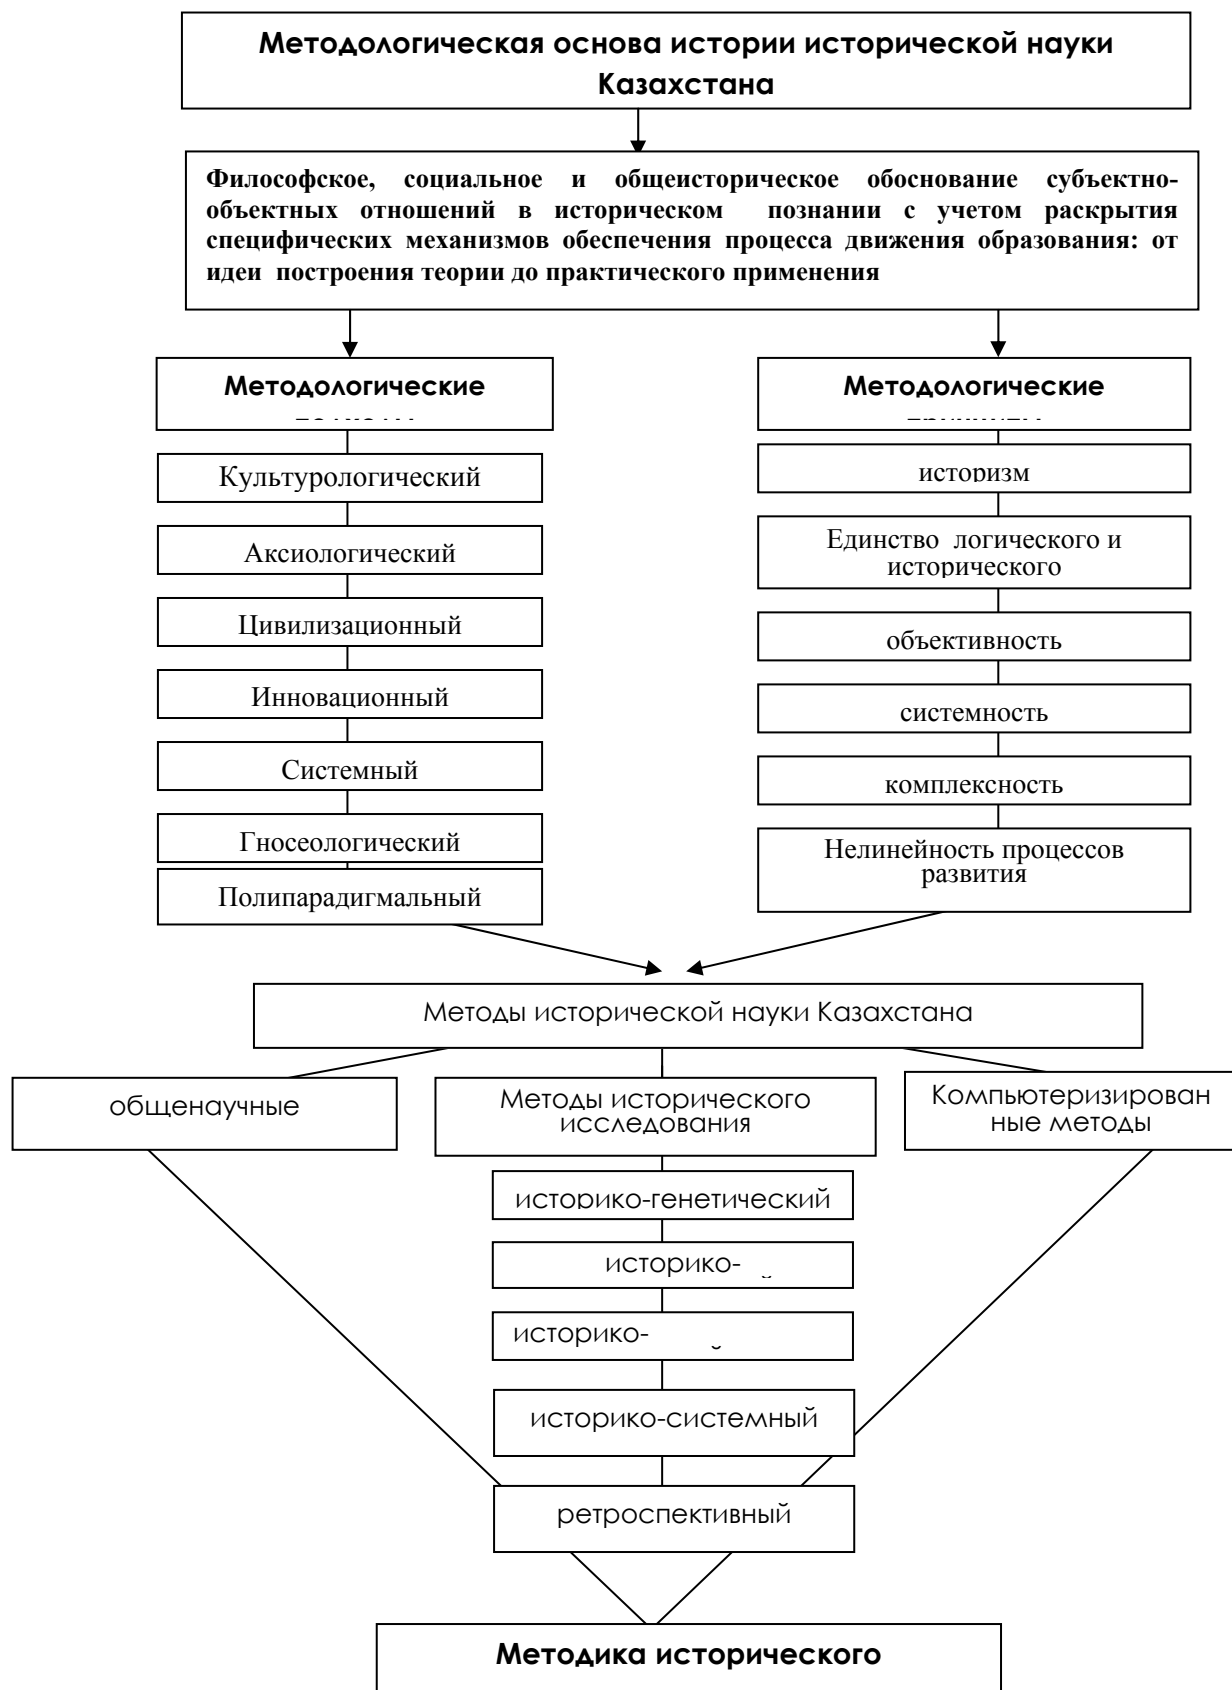 Методологическая основа истории исторической науки
Казахстана
Философское, социальное и общеисторическое обоснование субъектно-
объектных отношений в историческом познании с учетом раскрытия
специфических механизмов обеспечения процесса движения образования: от
идеи построения теории до практического применения
Методологические
Культурологический
Аксиологический
Цивилизационный
Инновационный
Системный
Гносеологический
Полипарадигмальный
Методологические
историзм
Единство логического и
исторического
объективность
системность
комплексность
Нелинейность процессов
развития
Методы исторической науки Казахстана
общенаучные
Методы исторического
исследования
Компьютеризирован
ные методы
историко-генетический
историко-
историко-
историко-системный
ретроспективный
Методика исторического